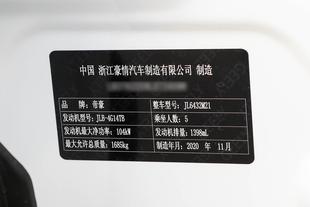 中国 浙江豪情汽车制造有限公司 制造
品牌：帝豪 整车型号：JL6432M21
发动机型号：JLB-4G14TB 乘坐人数：5
发动机最大净功率：104kW 发动机排量：1398mL
最大允许总质量：1685kg 制造年月：2020 年 11月